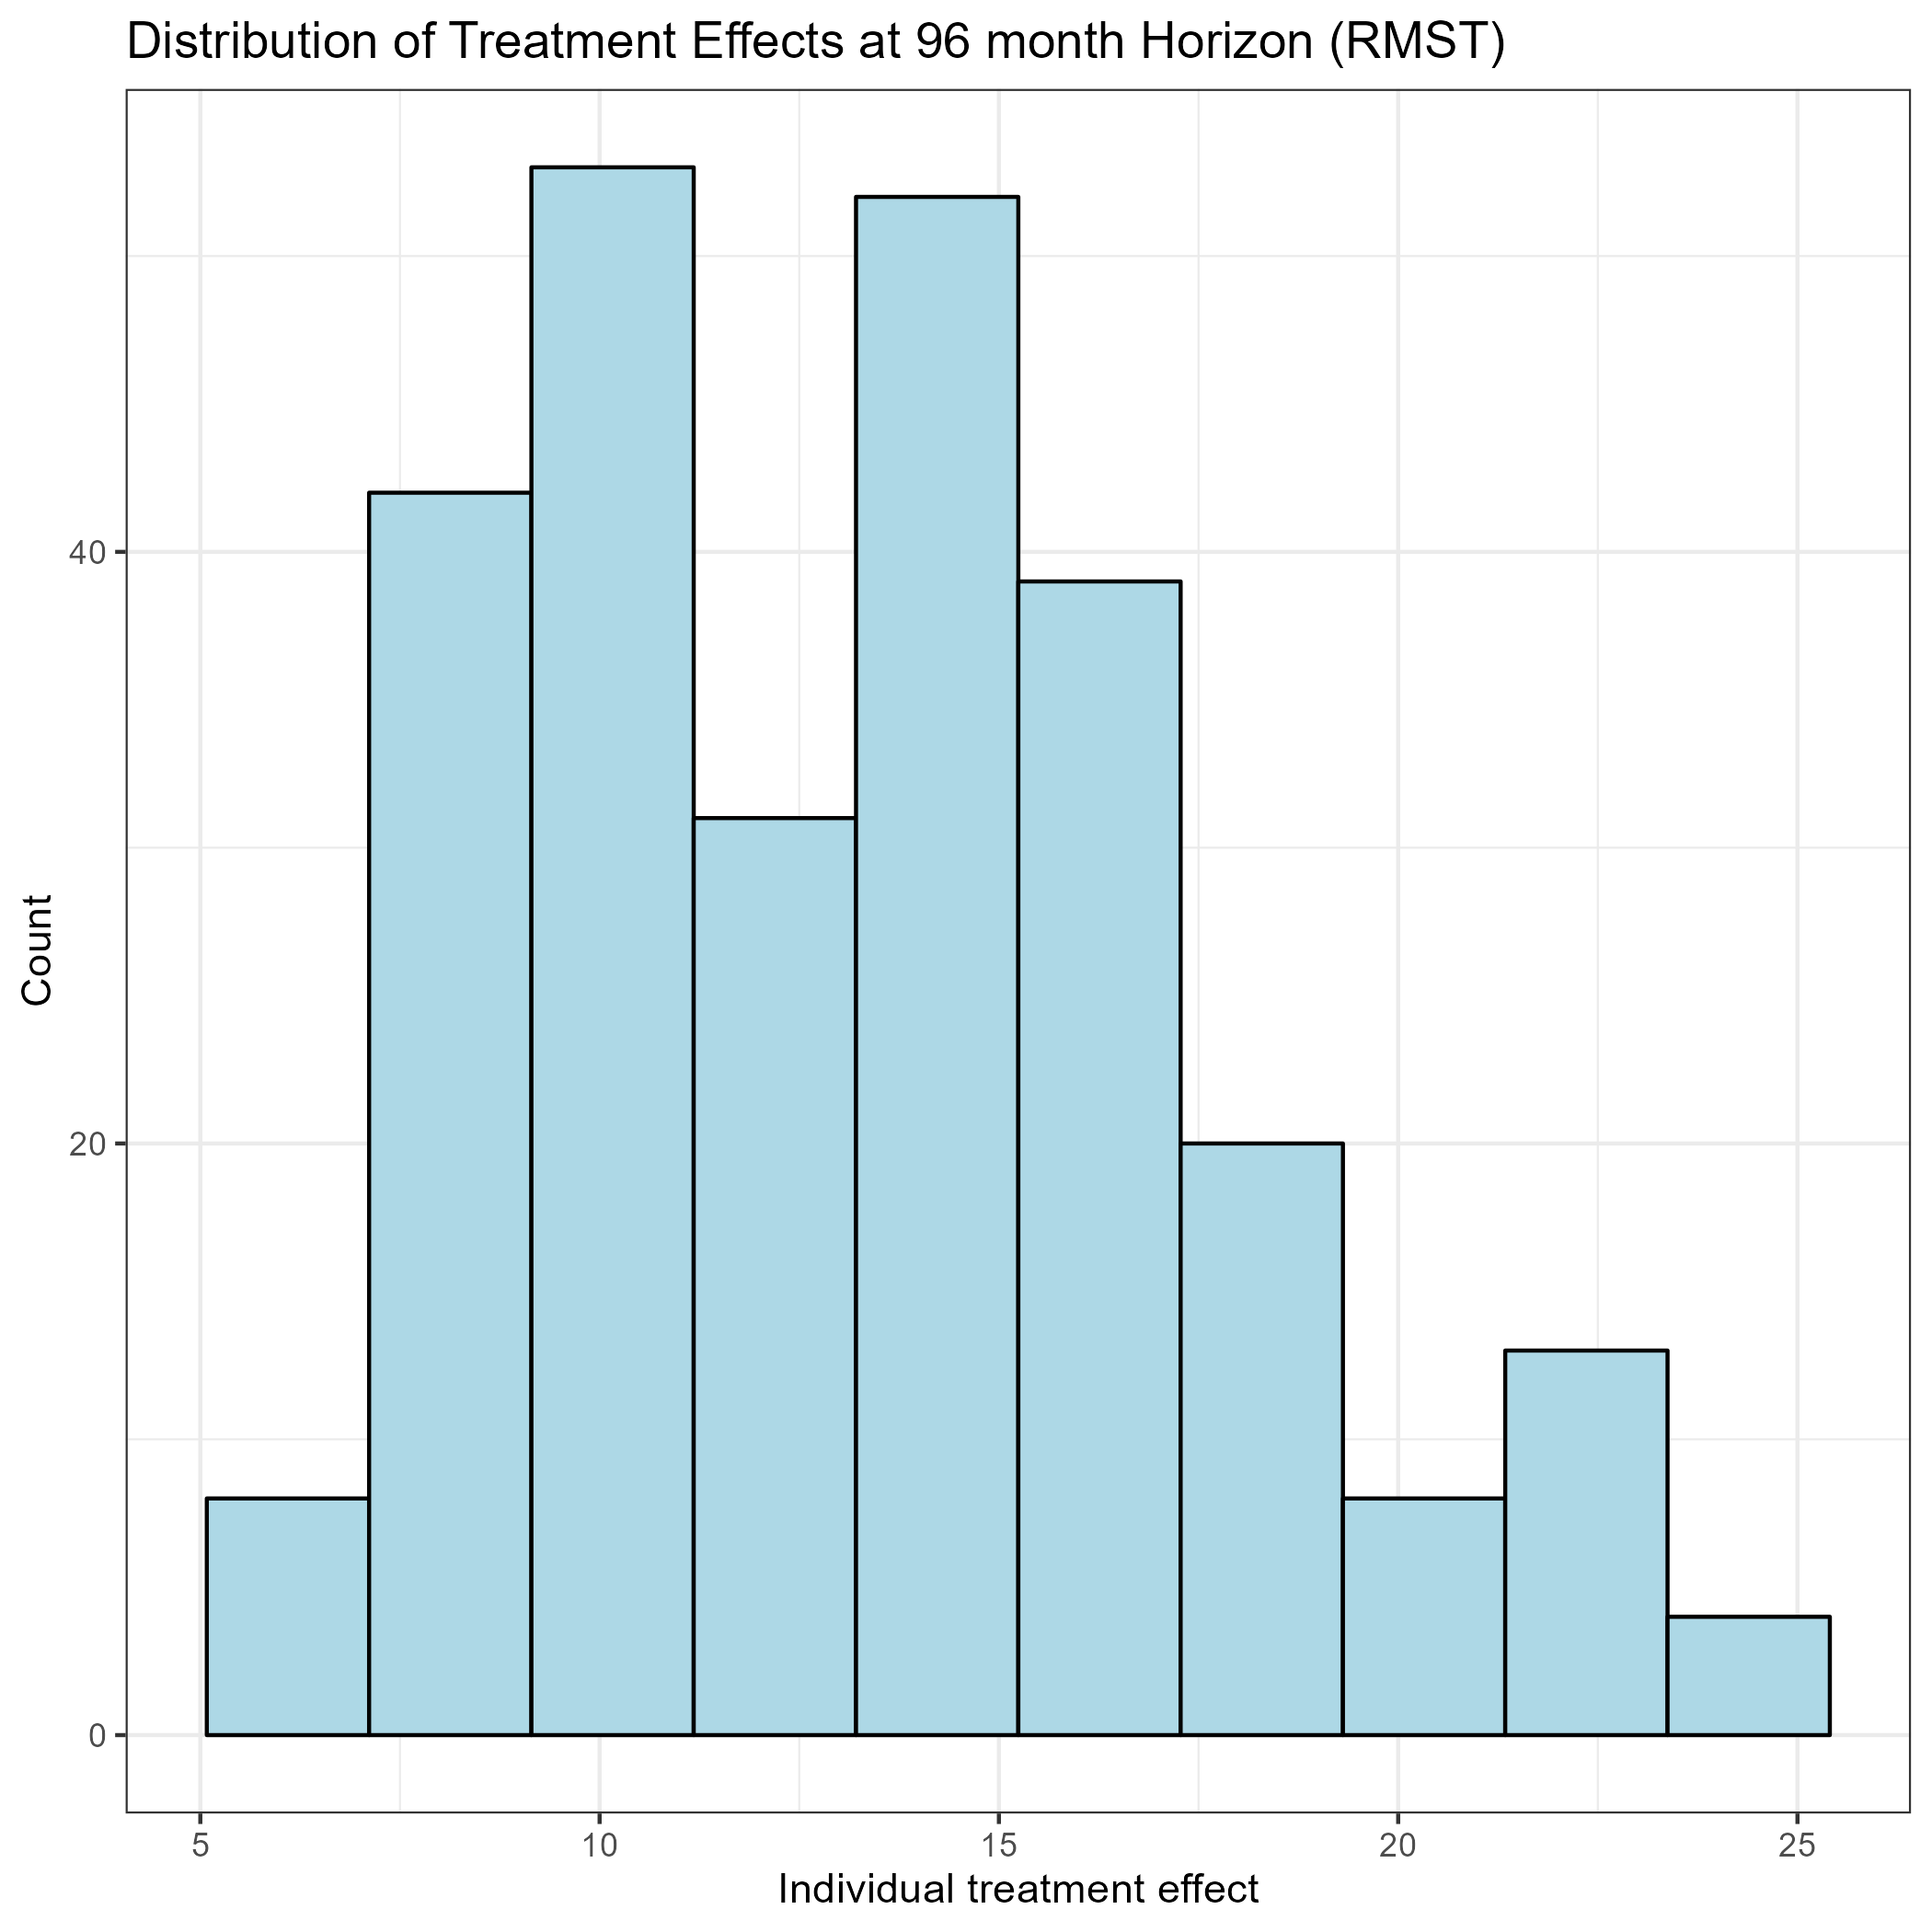 Distribution of Treatment Effects at 96 month Horizon (RMST)
Count
40
20
0
5 10 15 20 25
Individual treatment effect